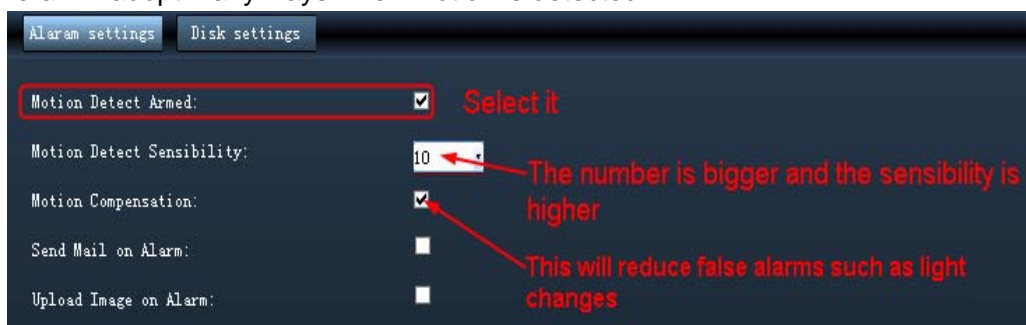 Alaram settings Disk settings
Motion Detect Armed: Select it
Motion Detect Sensibility: 10
The number is bigger and the sensibility is
higher
Motion Compensation:
Send Mail on Alarm:
This will reduce false alarms such as light
changes
Upload Image on Alarm: